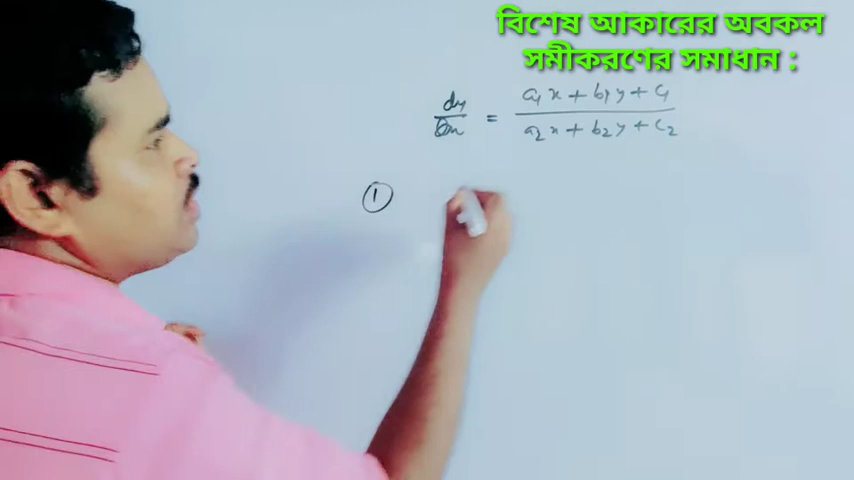 বিশেষ আকারের অবকল
সমীকরণের সমাধান :
dy/dx = (a₁x + b₁y + c₁)/(a₂x + b₂y + c₂)
①